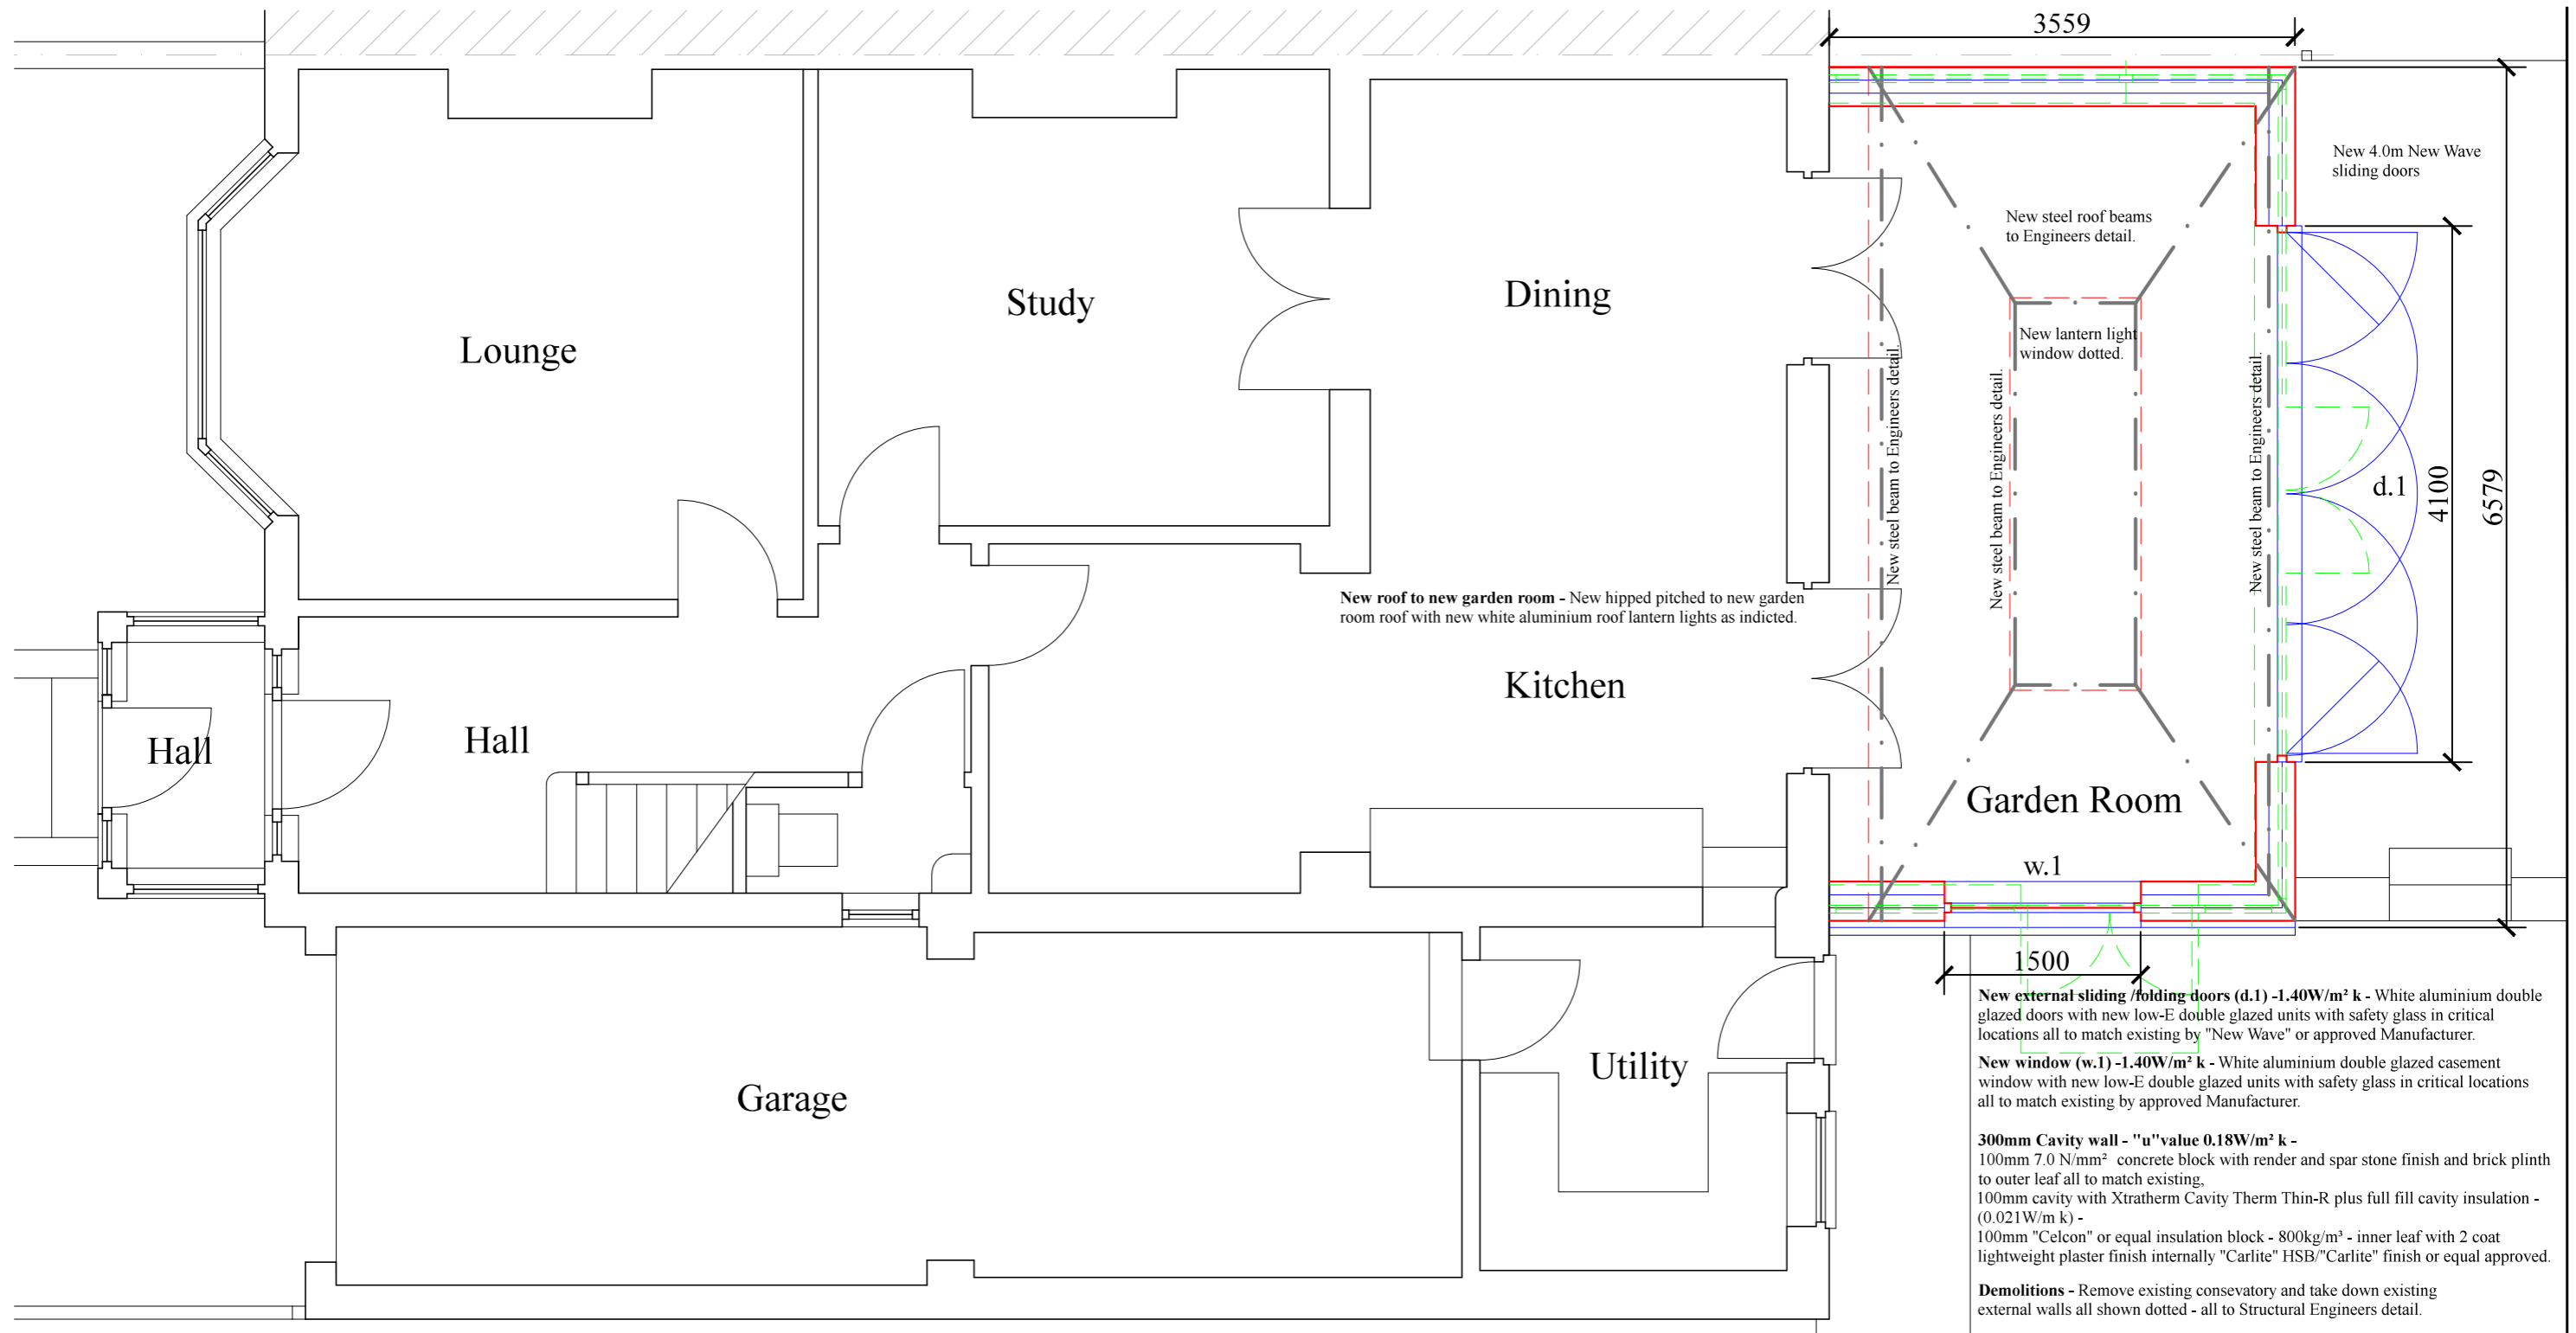 3559
New 4.0m New Wave
sliding doors
New steel roof beams
to Engineers detail.
Study
Dining
Lounge
New lantern light
window dotted.
New steel beam to Engineers detail.
New steel beam to Engineers detail.
New steel beam to Engineers detail.
d.1
4100
6579
New roof to new garden room - New hipped pitched to new garden
room roof with new white aluminium roof lantern lights as indicted.
Kitchen
Hall
Hall
Garden Room
w.1
1500
New external sliding /folding doors (d.1) -1.40W/m² k - White aluminium double
glazed doors with new low-E double glazed units with safety glass in critical
locations all to match existing by "New Wave" or approved Manufacturer.
New window (w.1) -1.40W/m² k - White aluminium double glazed casement
window with new low-E double glazed units with safety glass in critical locations
all to match existing by approved Manufacturer.
Utility
Garage
300mm Cavity wall - "u"value 0.18W/m² k -
100mm 7.0 N/mm² concrete block with render and spar stone finish and brick plinth
to outer leaf all to match existing,
100mm cavity with Xtratherm Cavity Therm Thin-R plus full fill cavity insulation -
(0.021W/m k) -
100mm "Celcon" or equal insulation block - 800kg/m³ - inner leaf with 2 coat
lightweight plaster finish internally "Carlite" HSB/"Carlite" finish or equal approved.
Demolitions - Remove existing consevatory and take down existing
external walls all shown dotted - all to Structural Engineers detail.